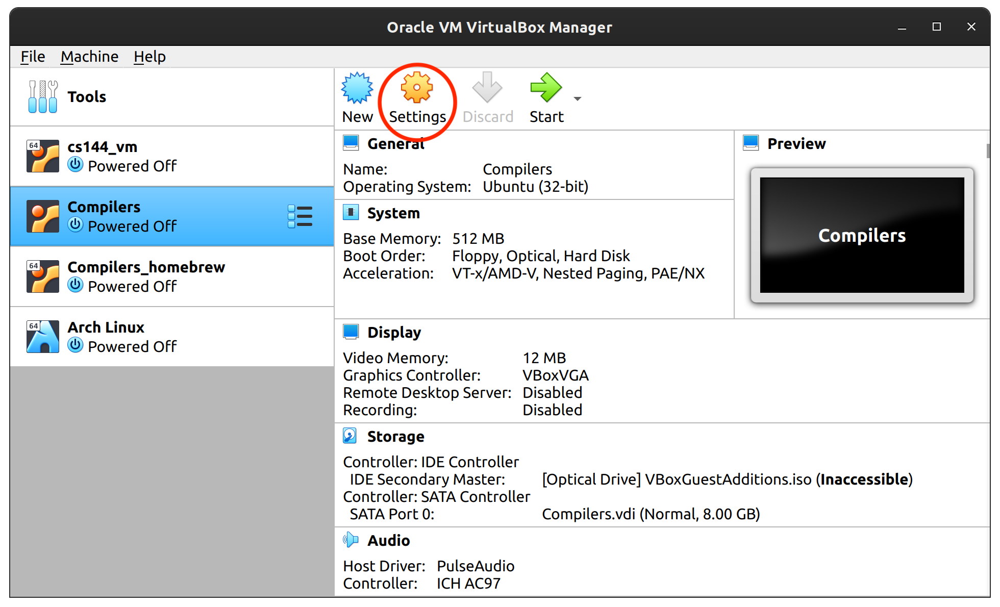 Oracle VM VirtualBox Manager
File Machine Help
Tools
New Settings Discard Start
64 cs144_vm
Powered Off
Compilers
Powered Off
64 Compilers_homebrew
Powered Off
64 Arch Linux
Powered Off
General
Name: Compilers
Operating System: Ubuntu (32-bit)
System
Base Memory: 512 MB
Boot Order: Floppy, Optical, Hard Disk
Acceleration: VT-x/AMD-V, Nested Paging, PAE/NX
Preview
Compilers
Display
Video Memory: 12 MB
Graphics Controller: VBoxVGA
Remote Desktop Server: Disabled
Recording: Disabled
Storage
Controller: IDE Controller
IDE Secondary Master: [Optical Drive] VBoxGuestAdditions.iso (Inaccessible)
Controller: SATA Controller
SATA Port 0: Compilers.vdi (Normal, 8.00 GB)
Audio
Host Driver: PulseAudio
Controller: ICH AC97